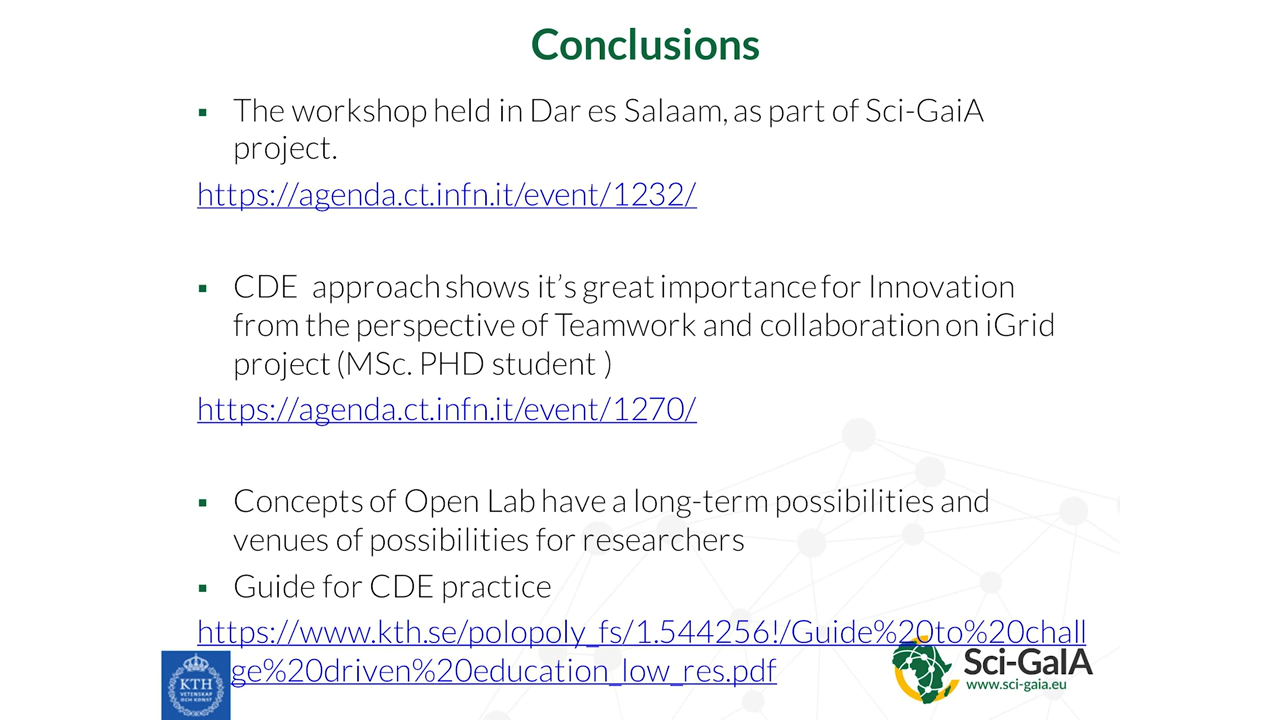 Conclusions
The workshop held in Dar es Salaam, as part of Sci-GaiA
project.
https://agenda.ct.infn.it/event/1232/
CDE approach shows it’s great importance for Innovation
from the perspective of Teamwork and collaboration on iGrid
project (MSc. PHD student )
https://agenda.ct.infn.it/event/1270/
Concepts of Open Lab have a long-term possibilities and
venues of possibilities for researchers
Guide for CDE practice
https://www.kth.se/polopoly_fs/1.544256!/Guide%20to%20chall
ge%20driven%20education_low_res.pdf
KTH
VETENSKAP
OCH KONST
Sci-GaIA
www.sci-gaia.eu